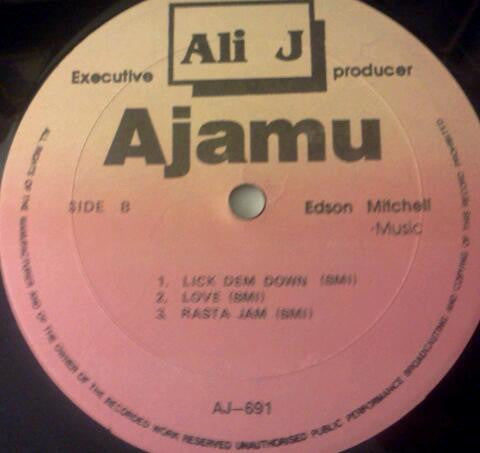 Ali J
Executive producer
Ajamu
SIDE B
Edson Mitchell
·Music
1. LICK DEM DOWN (BMI)
2. LOVE (BMI)
3. RASTA JAM (BMI)
AJ-691
ALL RIGHTS OF THE MANUFACTURER AND OF THE OWNER OF THE RECORDED WORK RESERVED UNAUTHORISED PUBLIC PERFORMANCE BROADCASTING AND COPYING OF THIS RECORD PROHIBITED